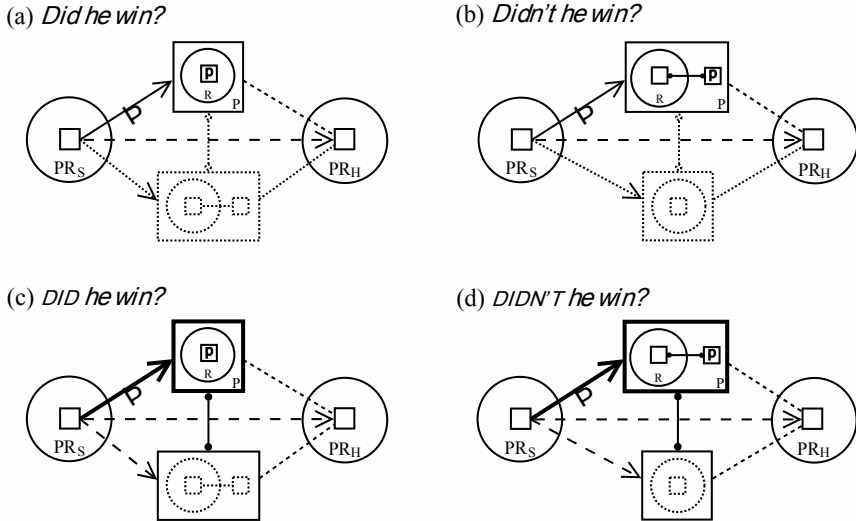 (a) Did he win?
(b) Didn't he win?
p
R
P
p
R
P
PRS
PRH
PRS
PRH
(c) DID he win?
(d) DIDN'T he win?
p
R
P
p
R
P
PRS
PRH
PRS
PRH